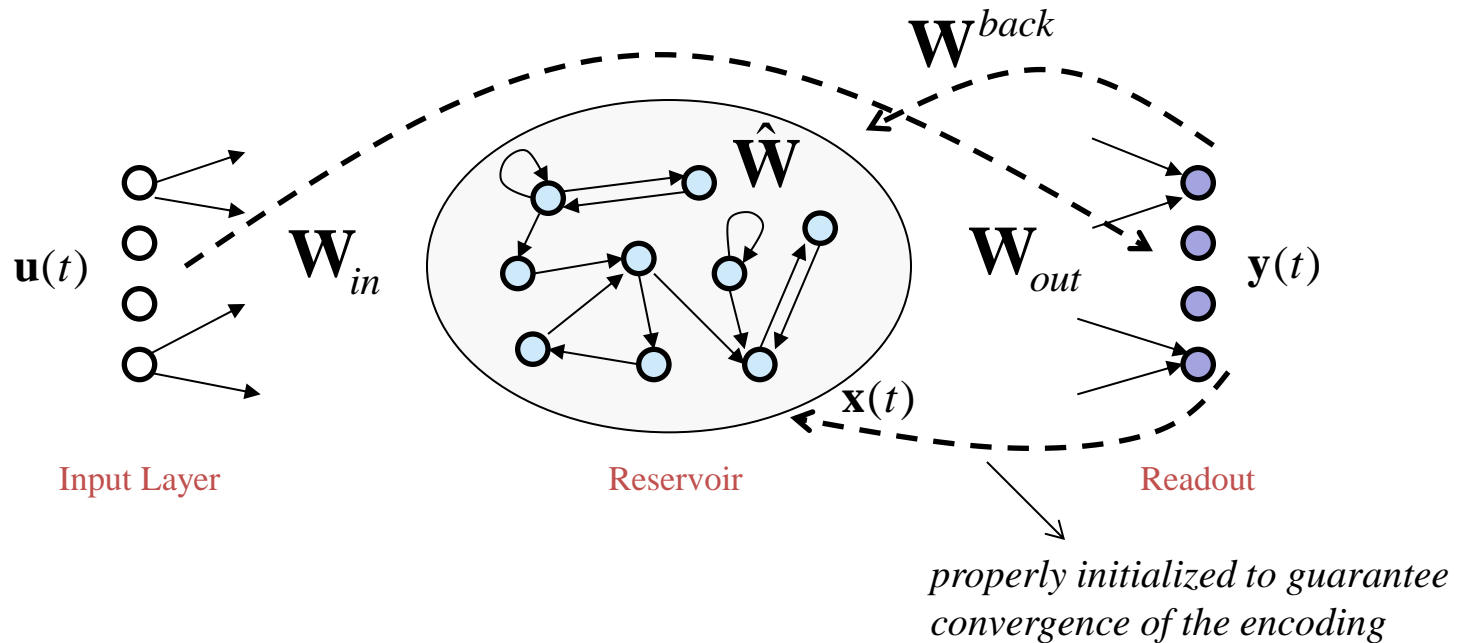 W^back
Ŵ
u(t)
W_in
W_out
y(t)
x(t)
Input Layer
Reservoir
Readout
properly initialized to guarantee
convergence of the encoding